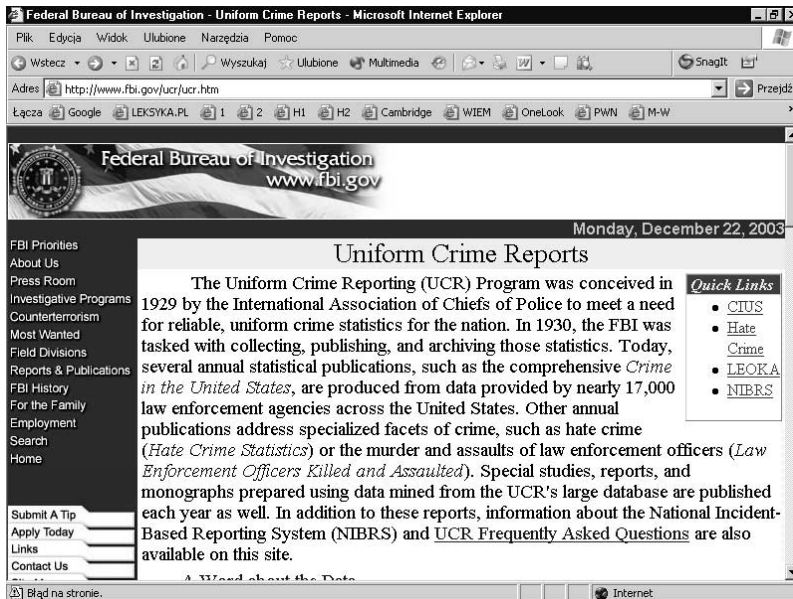 Federal Bureau of Investigation - Uniform Crime Reports - Microsoft Internet Explorer
Plik Edycja Widok Ulubione Narzędzia Pomoc
Wstecz Wyszukaj Ulubione Multimedia SnagIt
Adres http://www.fbi.gov/ucr/ucr.htm Przejdź
Łącza Google LEKSYKA.PL 1 2 H1 H2 Cambridge WIEM OneLook PWN M-W
Federal Bureau of Investigation
www.fbi.gov
Monday, December 22, 2003
FBI Priorities
About Us
Press Room
Investigative Programs
Counterterrorism
Most Wanted
Field Divisions
Reports & Publications
FBI History
For the Family
Employment
Search
Home
Submit A Tip
Apply Today
Links
Contact Us
Uniform Crime Reports
The Uniform Crime Reporting (UCR) Program was conceived in
1929 by the International Association of Chiefs of Police to meet a need
for reliable, uniform crime statistics for the nation. In 1930, the FBI was
tasked with collecting, publishing, and archiving those statistics. Today,
several annual statistical publications, such as the comprehensive Crime
in the United States, are produced from data provided by nearly 17,000
law enforcement agencies across the United States. Other annual
publications address specialized facets of crime, such as hate crime
(Hate Crime Statistics) or the murder and assaults of law enforcement officers (Law
Enforcement Officers Killed and Assaulted). Special studies, reports, and
monographs prepared using data mined from the UCR's large database are published
each year as well. In addition to these reports, information about the National Incident-
Based Reporting System (NIBRS) and UCR Frequently Asked Questions are also
available on this site.
A Word about the Data
Quick Links
CIUS
Hate
Crime
LEOKA
NIBRS
Błąd na stronie. Internet